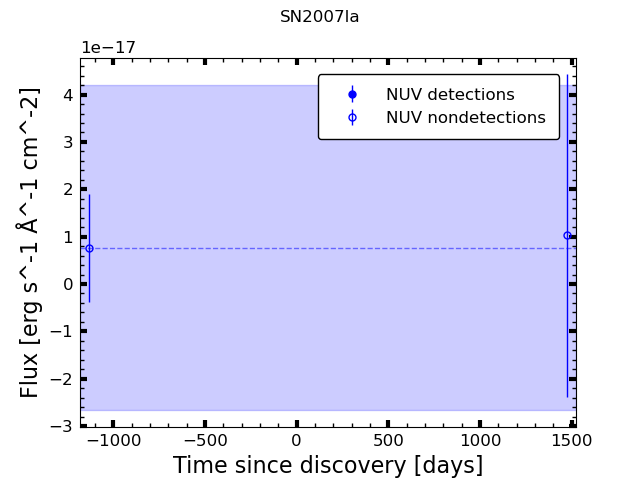 SN2007la
1e−17
Flux [erg s^-1 Å^-1 cm^-2]
4
3
2
1
0
−1
−2
−3
NUV detections
NUV nondetections
−1000 −500 0 500 1000 1500
Time since discovery [days]